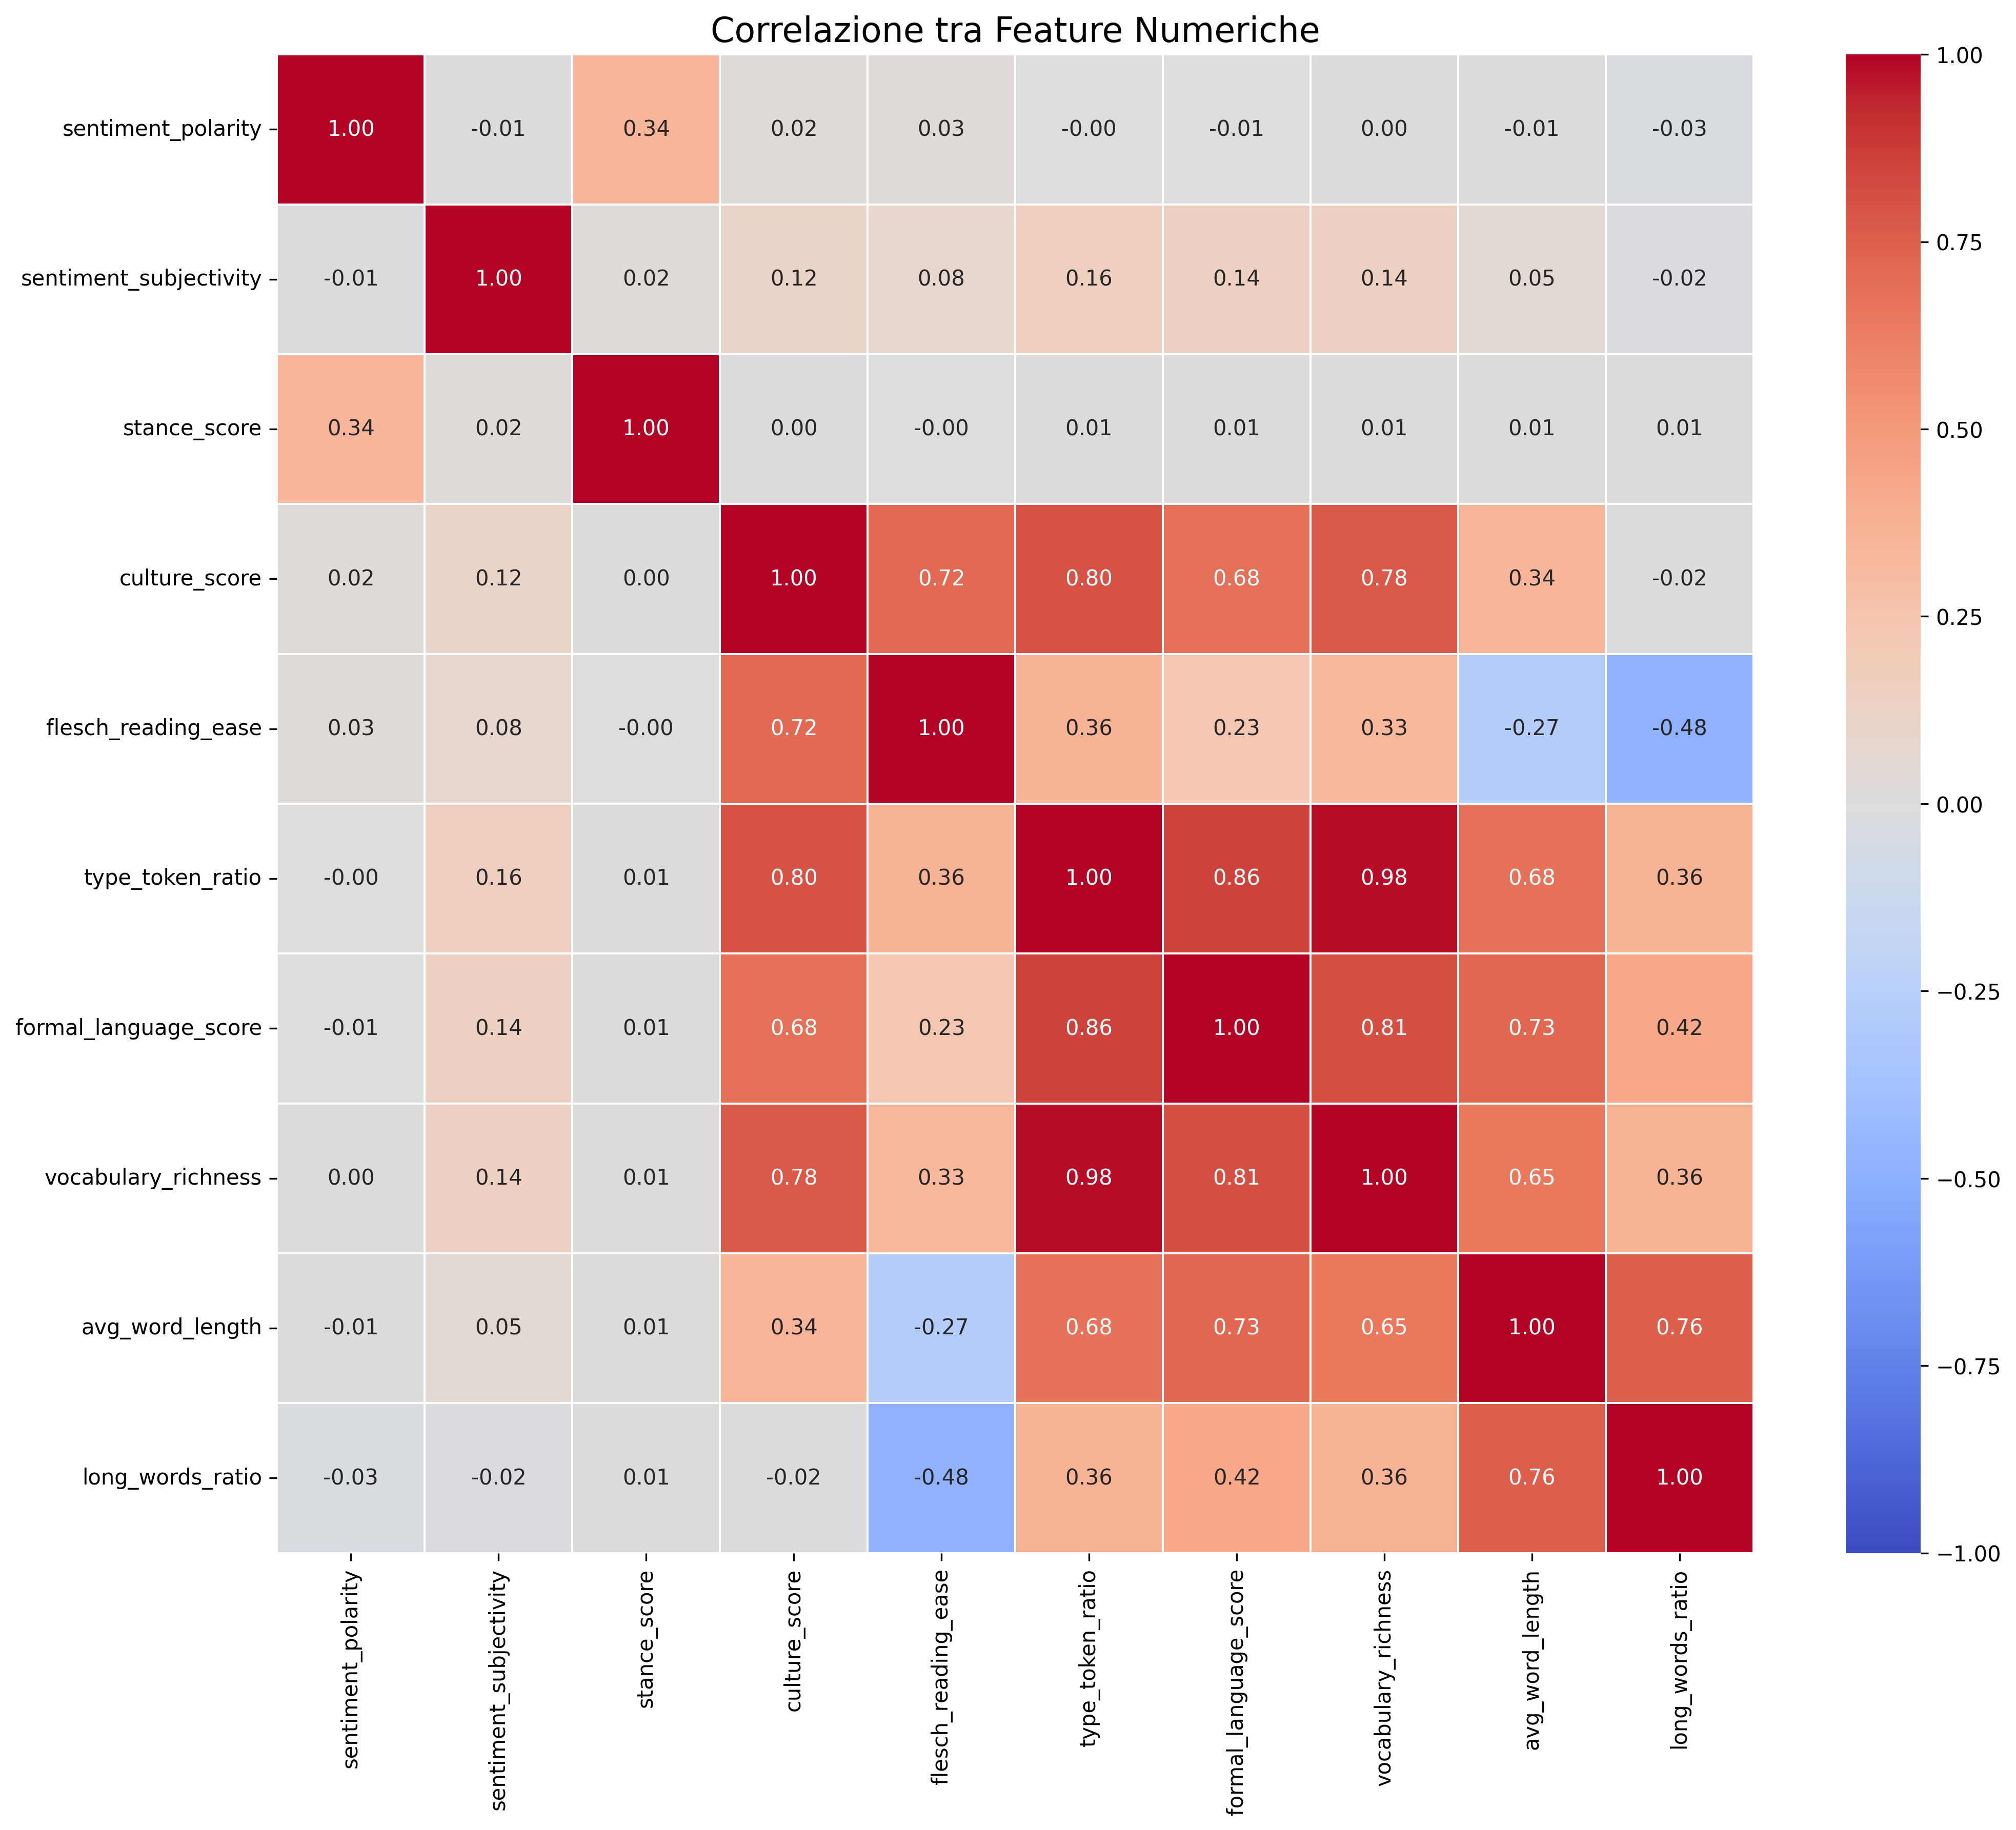 Correlazione tra Feature Numeriche
sentiment_polarity 1.00 -0.01 0.34 0.02 0.03 -0.00 -0.01 0.00 -0.01 -0.03
sentiment_subjectivity -0.01 1.00 0.02 0.12 0.08 0.16 0.14 0.14 0.05 -0.02
stance_score 0.34 0.02 1.00 0.00 -0.00 0.01 0.01 0.01 0.01 0.01
culture_score 0.02 0.12 0.00 1.00 0.72 0.80 0.68 0.78 0.34 -0.02
flesch_reading_ease 0.03 0.08 -0.00 0.72 1.00 0.36 0.23 0.33 -0.27 -0.48
type_token_ratio -0.00 0.16 0.01 0.80 0.36 1.00 0.86 0.98 0.68 0.36
formal_language_score -0.01 0.14 0.01 0.68 0.23 0.86 1.00 0.81 0.73 0.42
vocabulary_richness 0.00 0.14 0.01 0.78 0.33 0.98 0.81 1.00 0.65 0.36
avg_word_length -0.01 0.05 0.01 0.34 -0.27 0.68 0.73 0.65 1.00 0.76
long_words_ratio -0.03 -0.02 0.01 -0.02 -0.48 0.36 0.42 0.36 0.76 1.00
sentiment_polarity
sentiment_subjectivity
stance_score
culture_score
flesch_reading_ease
type_token_ratio
formal_language_score
vocabulary_richness
avg_word_length
long_words_ratio
1.00
0.75
0.50
0.25
0.00
−0.25
−0.50
−0.75
−1.00